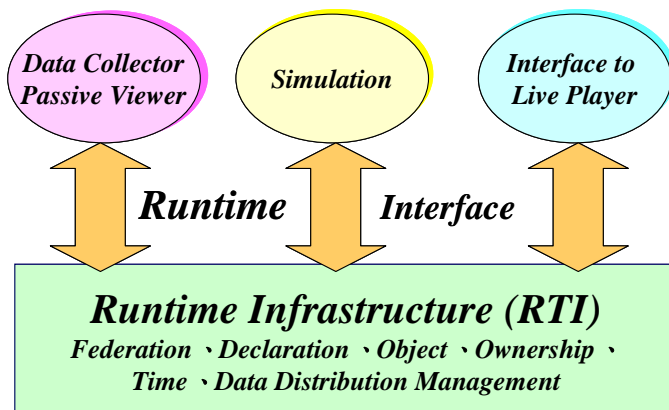 Data Collector
Passive Viewer
Simulation
Interface to
Live Player
Runtime
Interface
Runtime Infrastructure (RTI)
Federation、Declaration、Object、Ownership、
Time、Data Distribution Management